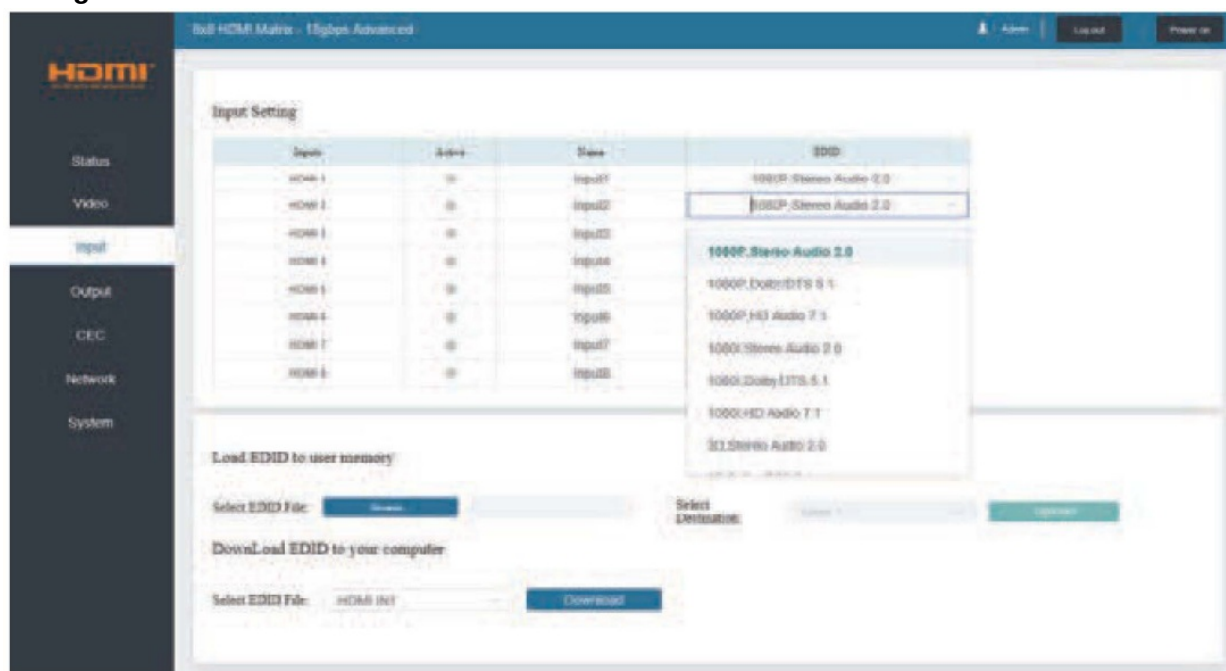 8x8 HDMI Matrix - 18gbps Advanced
Admin
Log out
Power on
HDMI
Status
Video
Input
Output
CEC
Network
System
Input Setting
Inputs Active Name EDID
HDMI 1 Input1 1080P,Stereo Audio 2.0
HDMI 2 Input2 1080P,Stereo Audio 2.0
HDMI 3 Input3
HDMI 4 Input4
HDMI 5 Input5
HDMI 6 Input6
HDMI 7 Input7
HDMI 8 Input8
1080P,Stereo Audio 2.0
1080P,Dolby/DTS 5.1
1080P,HD Audio 7.1
1080I,Stereo Audio 2.0
1080I,Dolby/DTS 5.1
1080I,HD Audio 7.1
3D,Stereo Audio 2.0
Load EDID to user memory
Select EDID File:
Browse
Select Destination:
Upload
DownLoad EDID to your computer
Select EDID File:
HDMI INT
Download